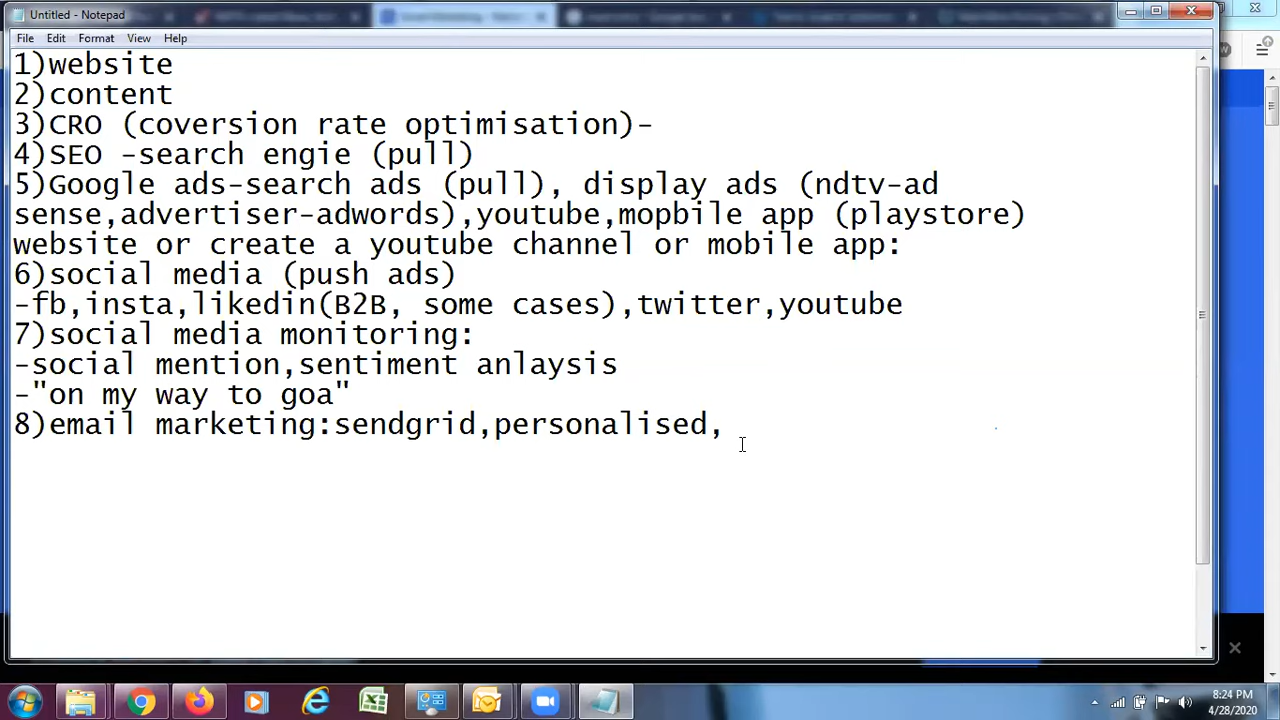 Untitled - Notepad
File Edit Format View Help
1)website
2)content
3)CRO (coversion rate optimisation)-
4)SEO -search engie (pull)
5)Google ads-search ads (pull), display ads (ndtv-ad
sense,advertiser-adwords),youtube,mopbile app (playstore)
website or create a youtube channel or mobile app:
6)social media (push ads)
-fb,insta,likedin(B2B, some cases),twitter,youtube
7)social media monitoring:
-social mention,sentiment anlaysis
-"on my way to goa"
8)email marketing:sendgrid,personalised,
8:24 PM
4/28/2020